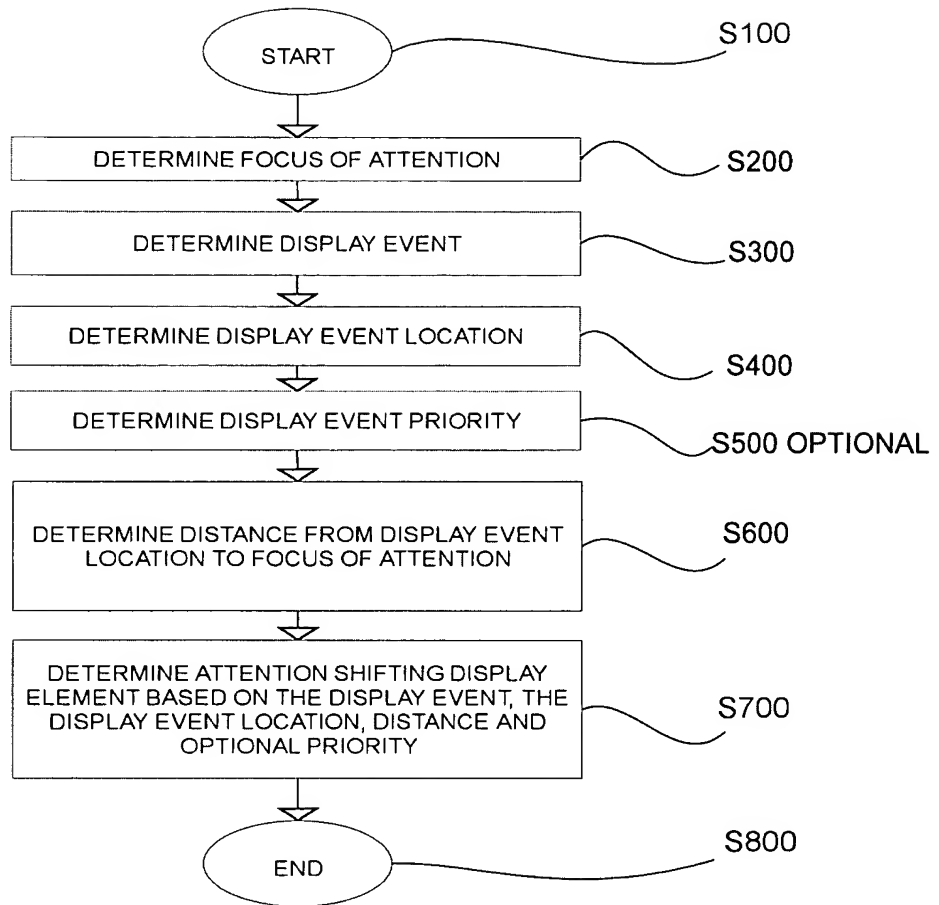 START
S100
DETERMINE FOCUS OF ATTENTION
S200
DETERMINE DISPLAY EVENT
S300
DETERMINE DISPLAY EVENT LOCATION
S400
DETERMINE DISPLAY EVENT PRIORITY
S500 OPTIONAL
DETERMINE DISTANCE FROM DISPLAY EVENT
LOCATION TO FOCUS OF ATTENTION
S600
DETERMINE ATTENTION SHIFTING DISPLAY
ELEMENT BASED ON THE DISPLAY EVENT, THE
DISPLAY EVENT LOCATION, DISTANCE AND
OPTIONAL PRIORITY
S700
END
S800